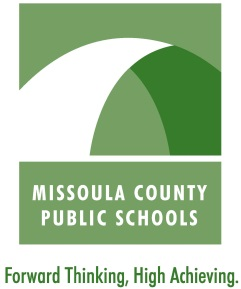 MISSOULA COUNTY
PUBLIC SCHOOLS
Forward Thinking, High Achieving.